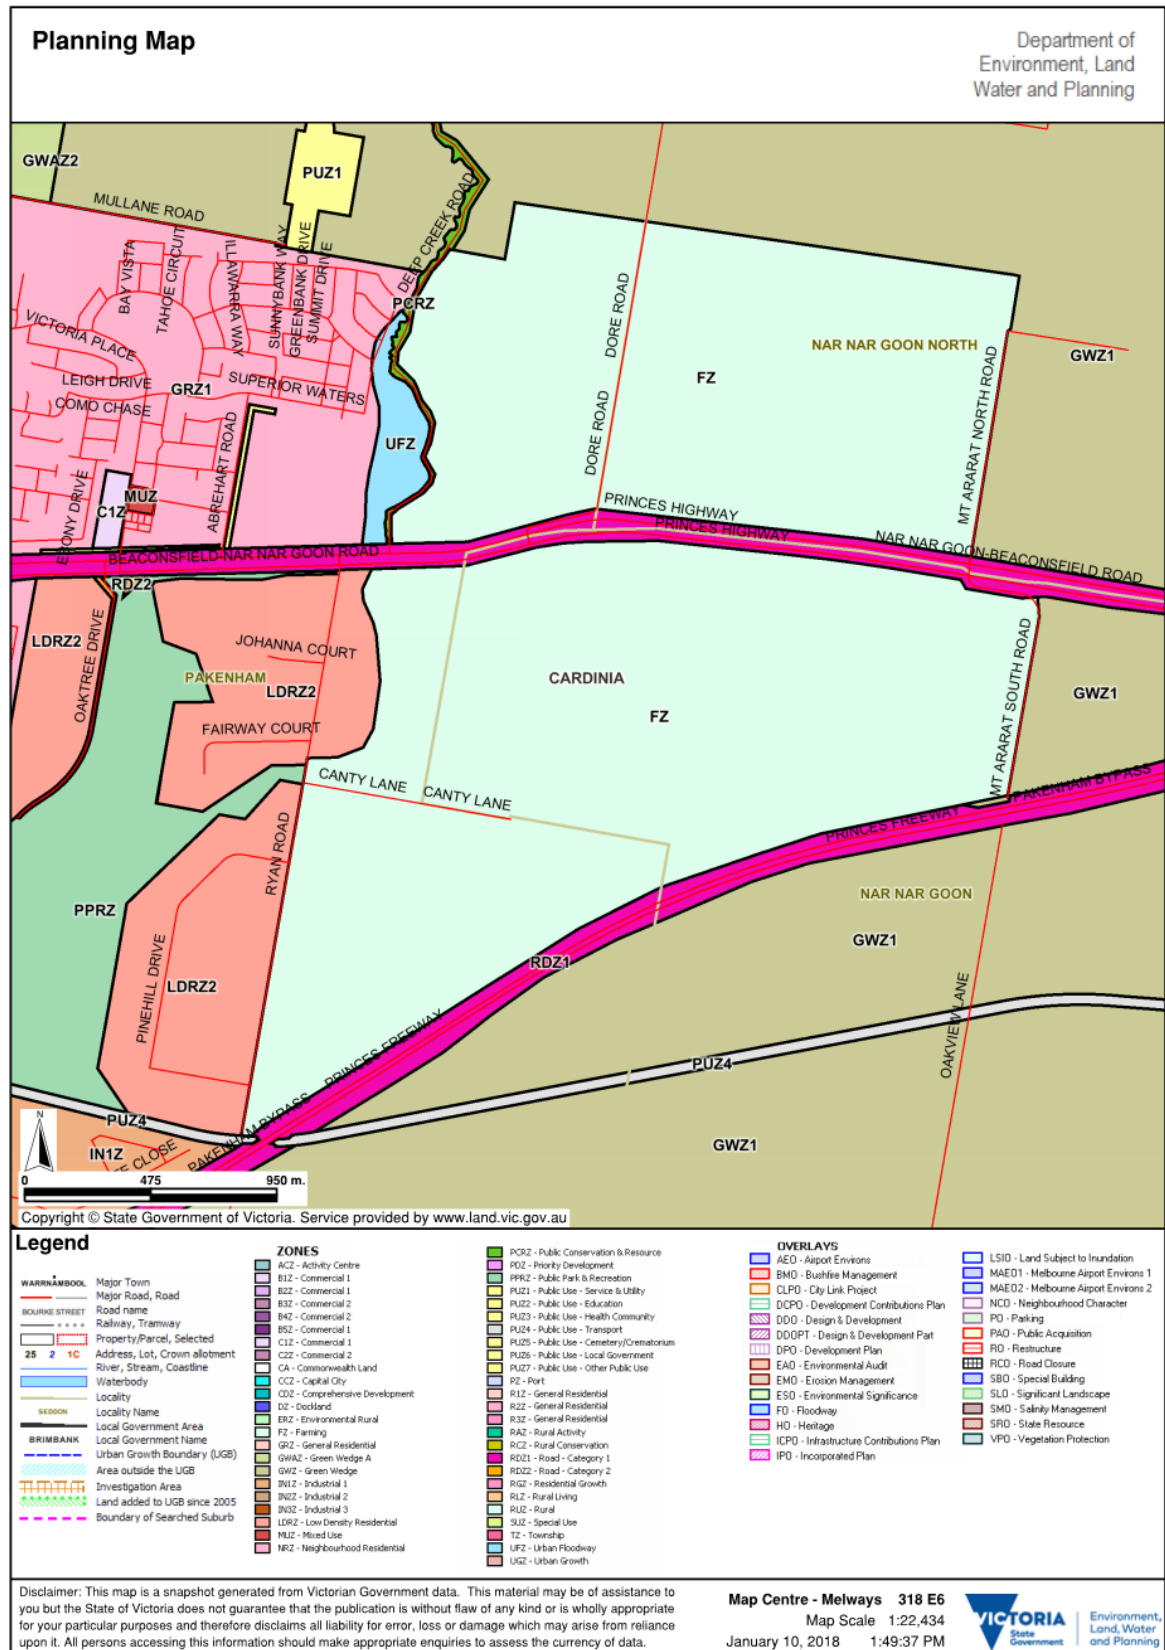 Planning Map
Department of
Environment, Land
Water and Planning
GWAZ2
PUZ1
MULLANE ROAD
DEEP CREEK ROAD
BAY VISTA
TAHOE CIRCUIT
ILLAWARRA WAY
SUNNYBANK WAY
GREENBANK DRIVE
SUMMIT DRIVE
PCRZ
DORE ROAD
VICTORIA PLACE
NAR NAR GOON NORTH
GWZ1
MT ARARAT NORTH ROAD
LEIGH DRIVE
GRZ1
SUPERIOR WATERS
FZ
COMO CHASE
ABREHART ROAD
UFZ
DORE ROAD
EBONY DRIVE
MUZ
C1Z
PRINCES HIGHWAY
PRINCES HIGHWAY
NAR NAR GOON-BEACONSFIELD ROAD
BEACONSFIELD-NAR NAR GOON ROAD
RDZ2
LDRZ2
OAKTREE DRIVE
JOHANNA COURT
PAKENHAM
LDRZ2
CARDINIA
MT ARARAT SOUTH ROAD
GWZ1
FZ
FAIRWAY COURT
CANTY LANE
CANTY LANE
PAKENHAM BYPASS
PRINCES FREEWAY
RYAN ROAD
NAR NAR GOON
PPRZ
GWZ1
RDZ1
PINEHILL DRIVE
LDRZ2
PRINCES FREEWAY
OAKVIEW LANE
PUZ4
PUZ4
PAKENHAM BYPASS
GWZ1
N
IN1Z
CLOSE
0 475 950 m.
Copyright © State Government of Victoria. Service provided by www.land.vic.gov.au
Legend
WARRNAMBOOL Major Town
Major Road, Road
BOURKE STREET Road name
Railway, Tramway
Property/Parcel, Selected
25 2 1C Address, Lot, Crown allotment
River, Stream, Coastline
Waterbody
Locality
SEDDON Locality Name
Local Government Area
BRIMBANK Local Government Name
Urban Growth Boundary (UGB)
Area outside the UGB
Investigation Area
Land added to UGB since 2005
Boundary of Searched Suburb
ZONES
ACZ - Activity Centre
B1Z - Commercial 1
B2Z - Commercial 1
B3Z - Commercial 2
B4Z - Commercial 2
B5Z - Commercial 1
C1Z - Commercial 1
C2Z - Commercial 2
CA - Commonwealth Land
CCZ - Capital City
CDZ - Comprehensive Development
DZ - Dockland
ERZ - Environmental Rural
FZ - Farming
GRZ - General Residential
GWAZ - Green Wedge A
GWZ - Green Wedge
IN1Z - Industrial 1
IN2Z - Industrial 2
IN3Z - Industrial 3
LDRZ - Low Density Residential
MUZ - Mixed Use
NRZ - Neighbourhood Residential
PCRZ - Public Conservation & Resource
PDZ - Priority Development
PPRZ - Public Park & Recreation
PUZ1 - Public Use - Service & Utility
PUZ2 - Public Use - Education
PUZ3 - Public Use - Health Community
PUZ4 - Public Use - Transport
PUZ5 - Public Use - Cemetery/Crematorium
PUZ6 - Public Use - Local Government
PUZ7 - Public Use - Other Public Use
PZ - Port
R1Z - General Residential
R2Z - General Residential
R3Z - General Residential
RAZ - Rural Activity
RCZ - Rural Conservation
RDZ1 - Road - Category 1
RDZ2 - Road - Category 2
RGZ - Residential Growth
RLZ - Rural Living
RUZ - Rural
SUZ - Special Use
TZ - Township
UFZ - Urban Floodway
UGZ - Urban Growth
OVERLAYS
AEO - Airport Environs
BMO - Bushfire Management
CLPO - City Link Project
DCPO - Development Contributions Plan
DDO - Design & Development
DDOPT - Design & Development Part
DPO - Development Plan
EAO - Environmental Audit
EMO - Erosion Management
ESO - Environmental Significance
FO - Floodway
HO - Heritage
ICPO - Infrastructure Contributions Plan
IPO - Incorporated Plan
LSIO - Land Subject to Inundation
MAEO1 - Melbourne Airport Environs 1
MAEO2 - Melbourne Airport Environs 2
NCO - Neighbourhood Character
PO - Parking
PAO - Public Acquisition
RO - Restructure
RCO - Road Closure
SBO - Special Building
SLO - Significant Landscape
SMO - Salinity Management
SRO - State Resource
VPO - Vegetation Protection
Disclaimer: This map is a snapshot generated from Victorian Government data. This material may be of assistance to
you but the State of Victoria does not guarantee that the publication is without flaw of any kind or is wholly appropriate
for your particular purposes and therefore disclaims all liability for error, loss or damage which may arise from reliance
upon it. All persons accessing this information should make appropriate enquiries to assess the currency of data.
Map Centre - Melways 318 E6
Map Scale 1:22,434
January 10, 2018 1:49:37 PM
VICTORIA
State
Government
Environment,
Land, Water
and Planning